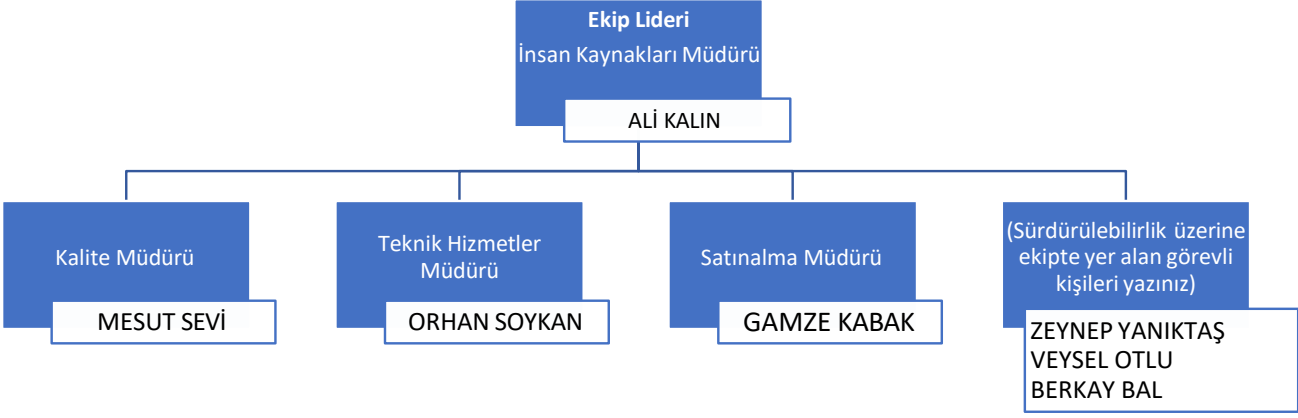 Ekip Lideri
İnsan Kaynakları Müdürü
ALİ KALIN
Kalite Müdürü
MESUT SEVİ
Teknik Hizmetler
Müdürü
ORHAN SOYKAN
Satınalma Müdürü
GAMZE KABAK
(Sürdürülebilirlik üzerine
ekipte yer alan görevli
kişileri yazınız)
ZEYNEP YANIKTAŞ
VEYSEL OTLU
BERKAY BAL